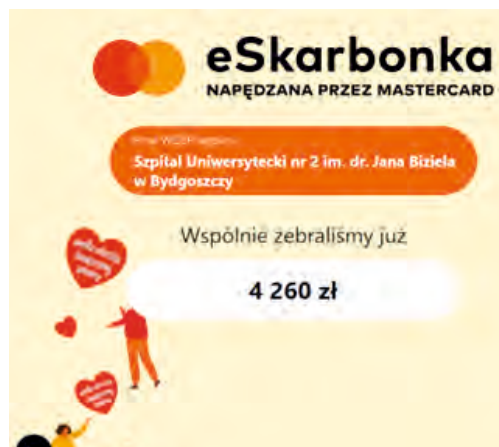 eSkarbonka
NAPĘDZANA PRZEZ MASTERCARD
Szpital Uniwersytecki nr 2 im. dr. Jana Biziela
w Bydgoszczy
Wspólnie zebraliśmy już
4 260 zł